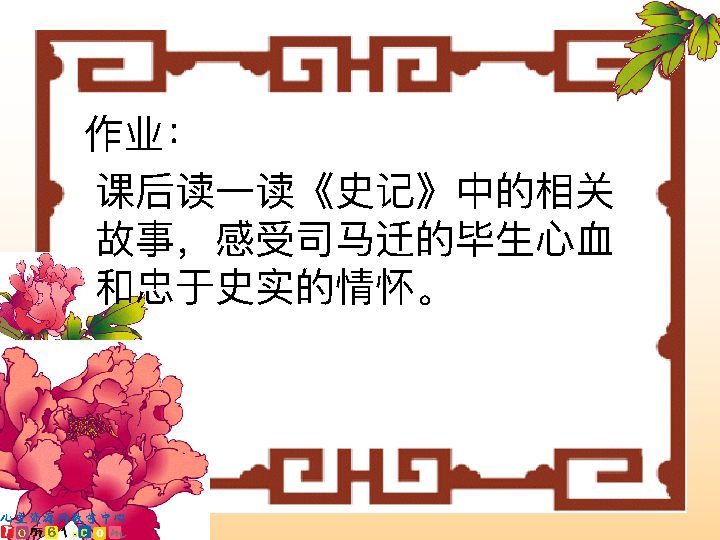 作业：
课后读一读《史记》中的相关
故事，感受司马迁的毕生心血
和忠于史实的情怀。